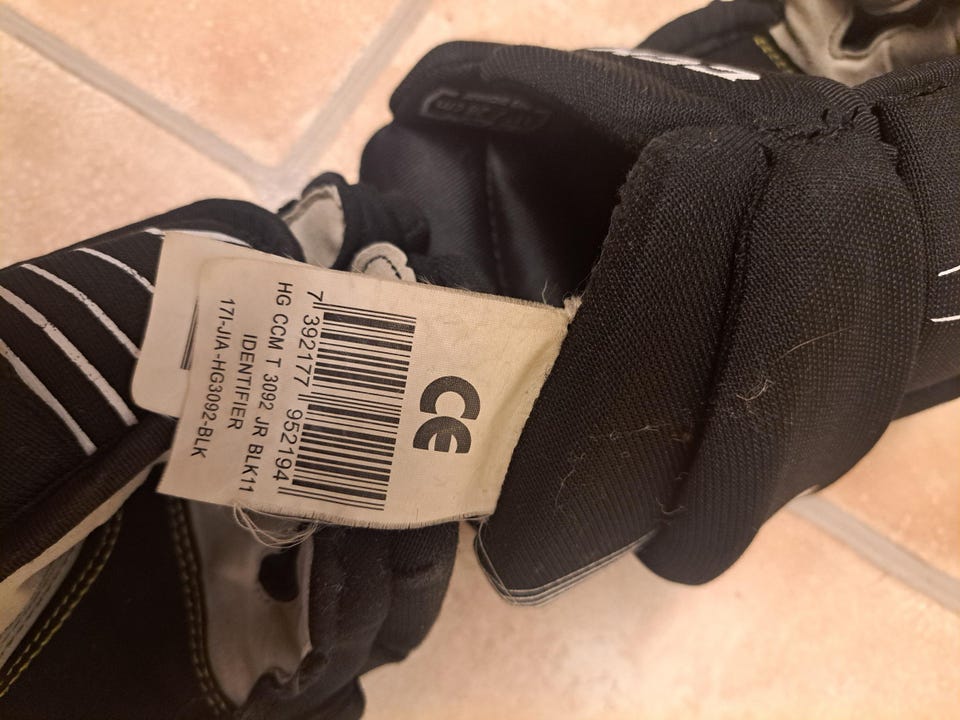 CE
7 392177 952194
HG CCM T 3092 JR BLK11
IDENTIFIER
17I-JIA-HG3092-BLK